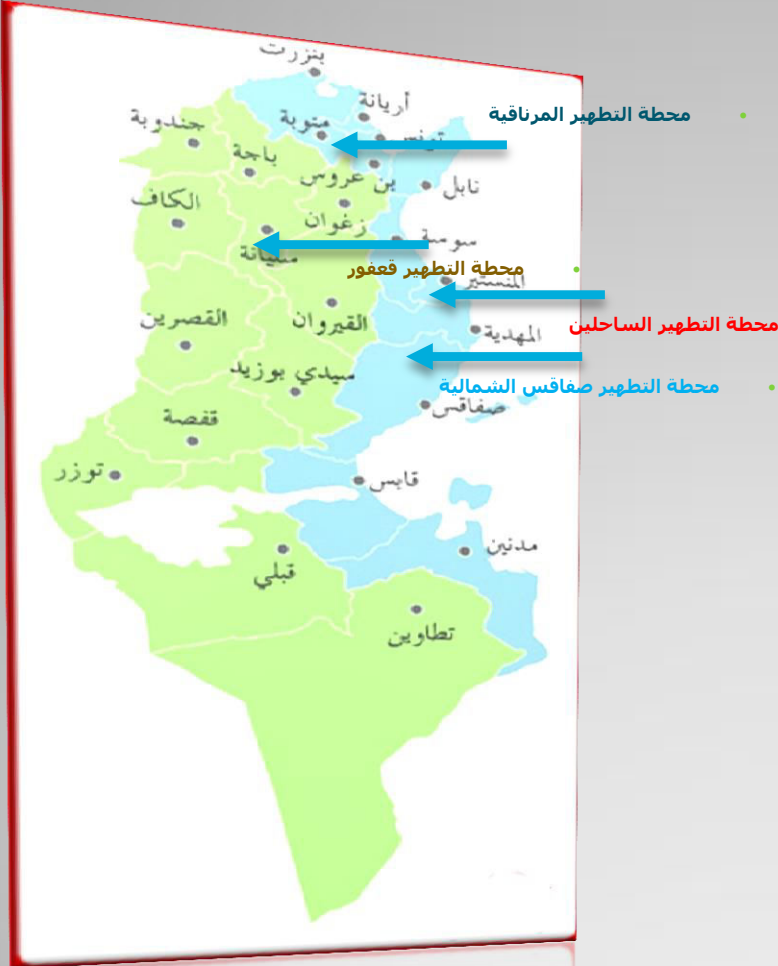 بنزرت
أريانة
محطة التطهير المرناقية
جندوبة
منوبة
تونس
باجة
بن عروس
نابل
الكاف
زغوان
سوسة
سليانة
محطة التطهير قعفور
المنستير
القصرين
القيروان
محطة التطهير الساحلين
المهدية
سيدي بوزيد
محطة التطهير صفاقس الشمالية
صفاقس
قفصة
توزر
قابس
مدنين
قبلي
تطاوين